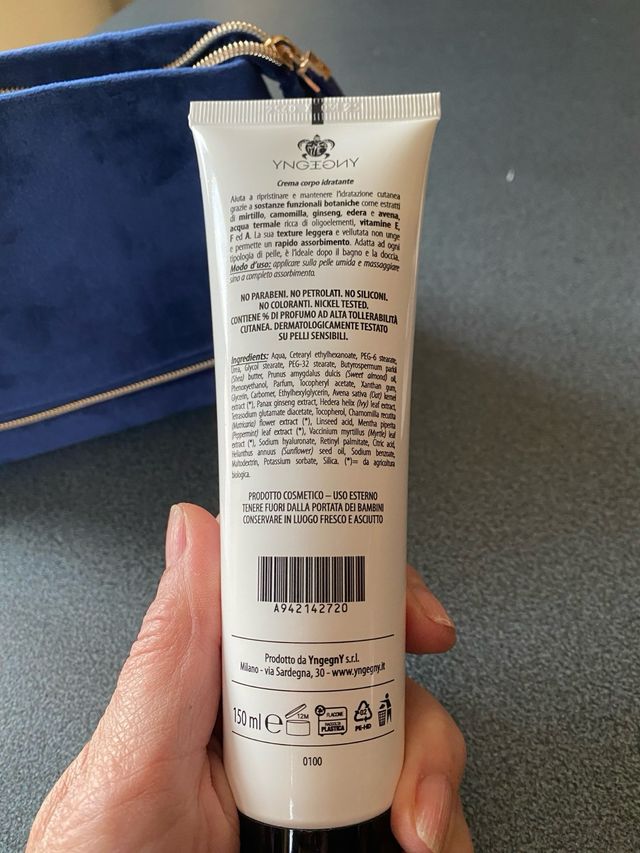 YNGEGNY
Crema corpo idratante
Aiuta a ripristinare e mantenere l'idratazione cutanea
grazie a sostanze funzionali botaniche come estratti
di mirtillo, camomilla, ginseng, edera e avena,
acqua termale ricca di oligoelementi, vitamine E,
F ed A. La sua texture leggera e vellutata non unge
e permette un rapido assorbimento. Adatta ad ogni
tipologia di pelle, è l'ideale dopo il bagno e la doccia.
Modo d'uso: applicare sulla pelle umida e massaggiare
sino a completo assorbimento.
NO PARABENI. NO PETROLATI. NO SILICONI.
NO COLORANTI. NICKEL TESTED.
CONTIENE % DI PROFUMO AD ALTA TOLLERABILITÀ
CUTANEA. DERMATOLOGICAMENTE TESTATO
SU PELLI SENSIBILI.
Ingredients: Aqua, Cetearyl ethylhexanoate, PEG-6 stearate,
Urea, Glycol stearate, PEG-32 stearate, Butyrospermum parkii
(Shea) butter, Prunus amygdalus dulcis (Sweet almond) oil,
Phenoxyethanol, Parfum, Tocopheryl acetate, Xanthan gum,
Glycerin, Carbomer, Ethylhexylglycerin, Avena sativa (Oat) kernel
extract (*), Panax ginseng extract, Hedera helix (Ivy) leaf extract,
Tetrasodium glutamate diacetate, Tocopherol, Chamomilla recutita
(Matricaria) flower extract (*), Linseed acid, Mentha piperita
(Peppermint) leaf extract (*), Vaccinium myrtillus (Myrtle) leaf
extract (*), Sodium hyaluronate, Retinyl palmitate, Citric acid,
Helianthus annuus (Sunflower) seed oil, Sodium benzoate,
Maltodextrin, Potassium sorbate, Silica. (*)= da agricoltura
biologica.
PRODOTTO COSMETICO – USO ESTERNO
TENERE FUORI DALLA PORTATA DEI BAMBINI
CONSERVARE IN LUOGO FRESCO E ASCIUTTO
A942142720
Prodotto da YngegnY s.r.l.
Milano - via Sardegna, 30 - www.yngegny.it
150 ml e 12M FLACONE RACCOLTA PLASTICA 02 PE-HD
0100